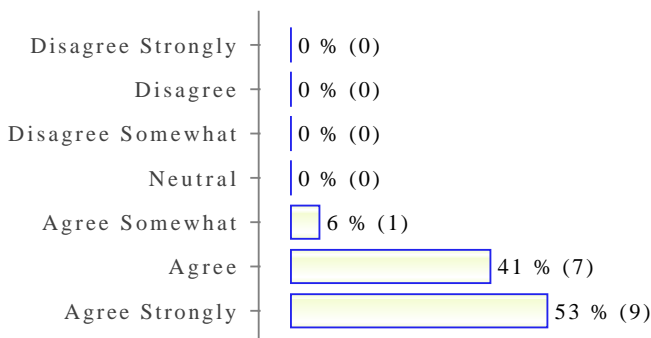 Disagree Strongly 0 % (0)
Disagree 0 % (0)
Disagree Somewhat 0 % (0)
Neutral 0 % (0)
Agree Somewhat 6 % (1)
Agree 41 % (7)
Agree Strongly 53 % (9)